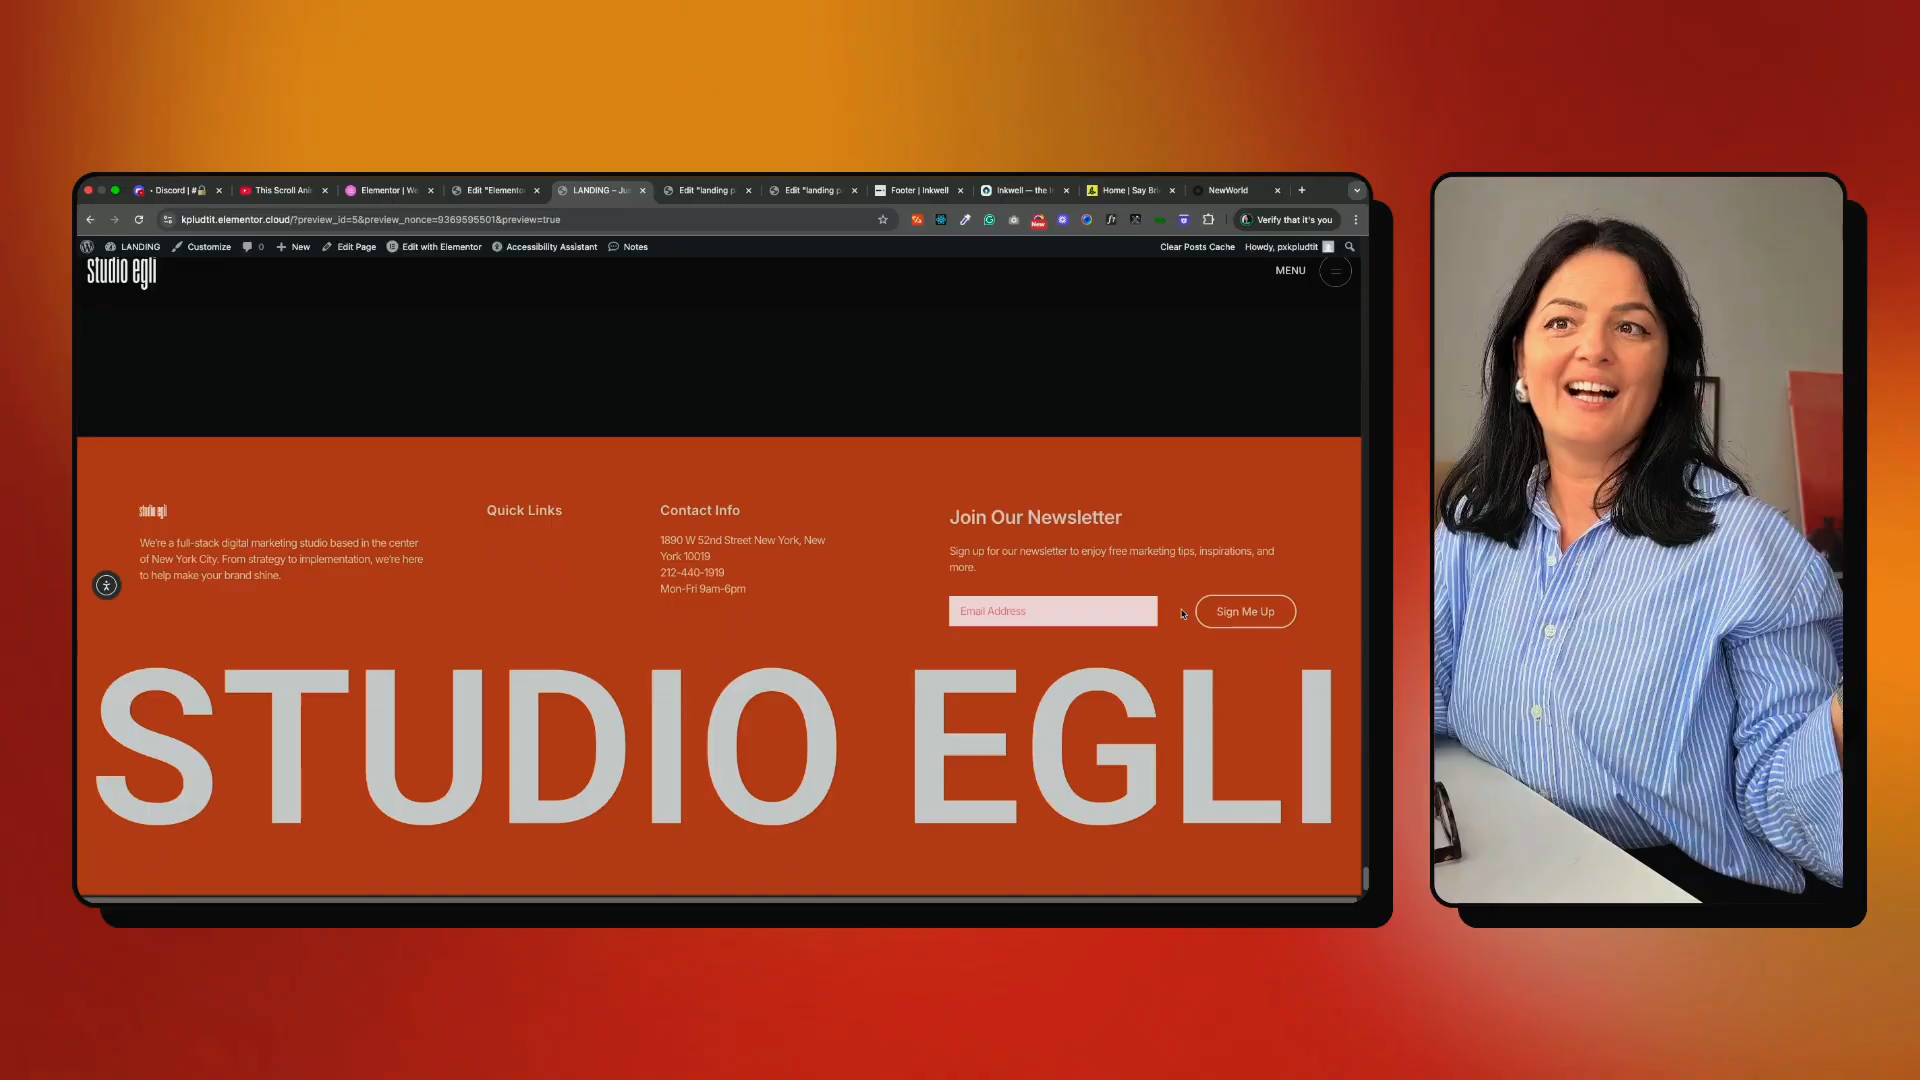 Discord | #
This Scroll Ani
Elementor | We
Edit "Elemento
LANDING – Ju
Edit "landing p
Edit "landing p
Footer | Inkwell
Inkwell — the I
Home | Say Bri
NewWorld
kpludtit.elementor.cloud/?preview_id=5&preview_nonce=9369595501&preview=true
New
Verify that it's you
LANDING
Customize
0
New
Edit Page
Edit with Elementor
Accessibility Assistant
Notes
Clear Posts Cache
Howdy, pxkpludtit
studio egli
MENU
studio egli
We're a full-stack digital marketing studio based in the center
of New York City. From strategy to implementation, we're here
to help make your brand shine.
Quick Links
Contact Info
1890 W 52nd Street New York, New
York 10019
212-440-1919
Mon-Fri 9am-6pm
Join Our Newsletter
Sign up for our newsletter to enjoy free marketing tips, inspirations, and
more.
Email Address
Sign Me Up
STUDIO EGLI